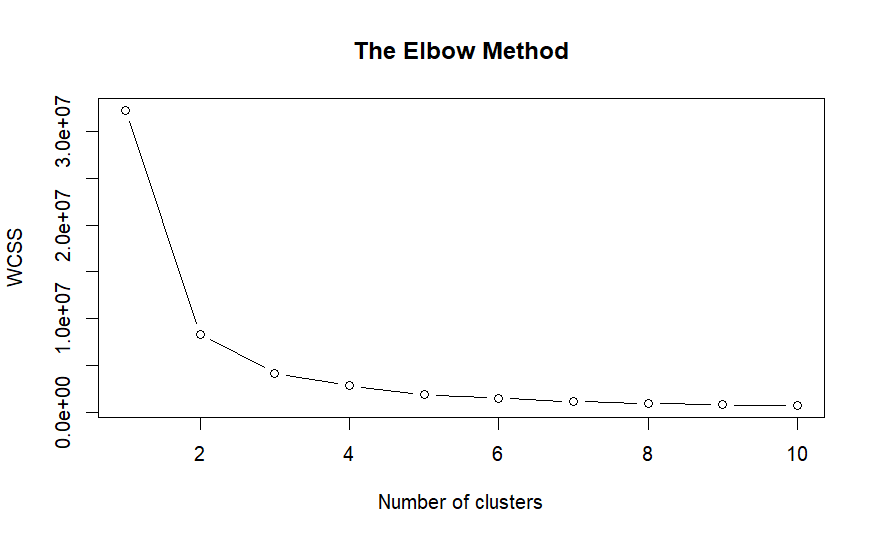 The Elbow Method
WCSS
3.0e+07
2.0e+07
1.0e+07
0.0e+00
2 4 6 8 10
Number of clusters